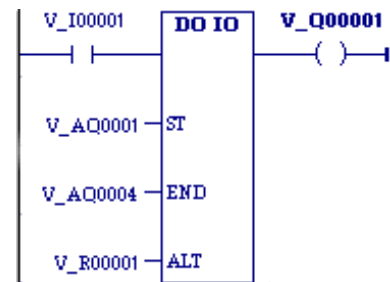 V_I00001 DO IO V_Q00001
V_AQ0001 ST
V_AQ0004 END
V_R00001 ALT